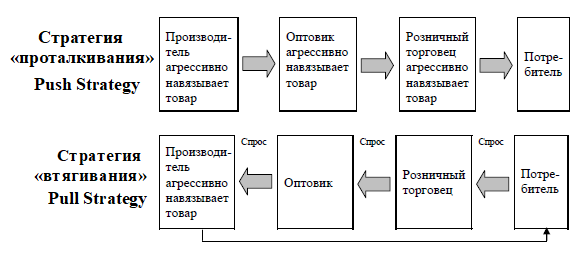 Стратегия
«проталкивания»
Push Strategy
Производи-
тель
агрессивно
навязывает
товар
Оптовик
агрессивно
навязывает
товар
Розничный
торговец
агрессивно
навязывает
товар
Потре-
битель
Стратегия
«втягивания»
Pull Strategy
Производи-
тель
агрессивно
навязывает
товар
Спрос
Оптовик
Спрос
Розничный
торговец
Спрос
Потре-
битель